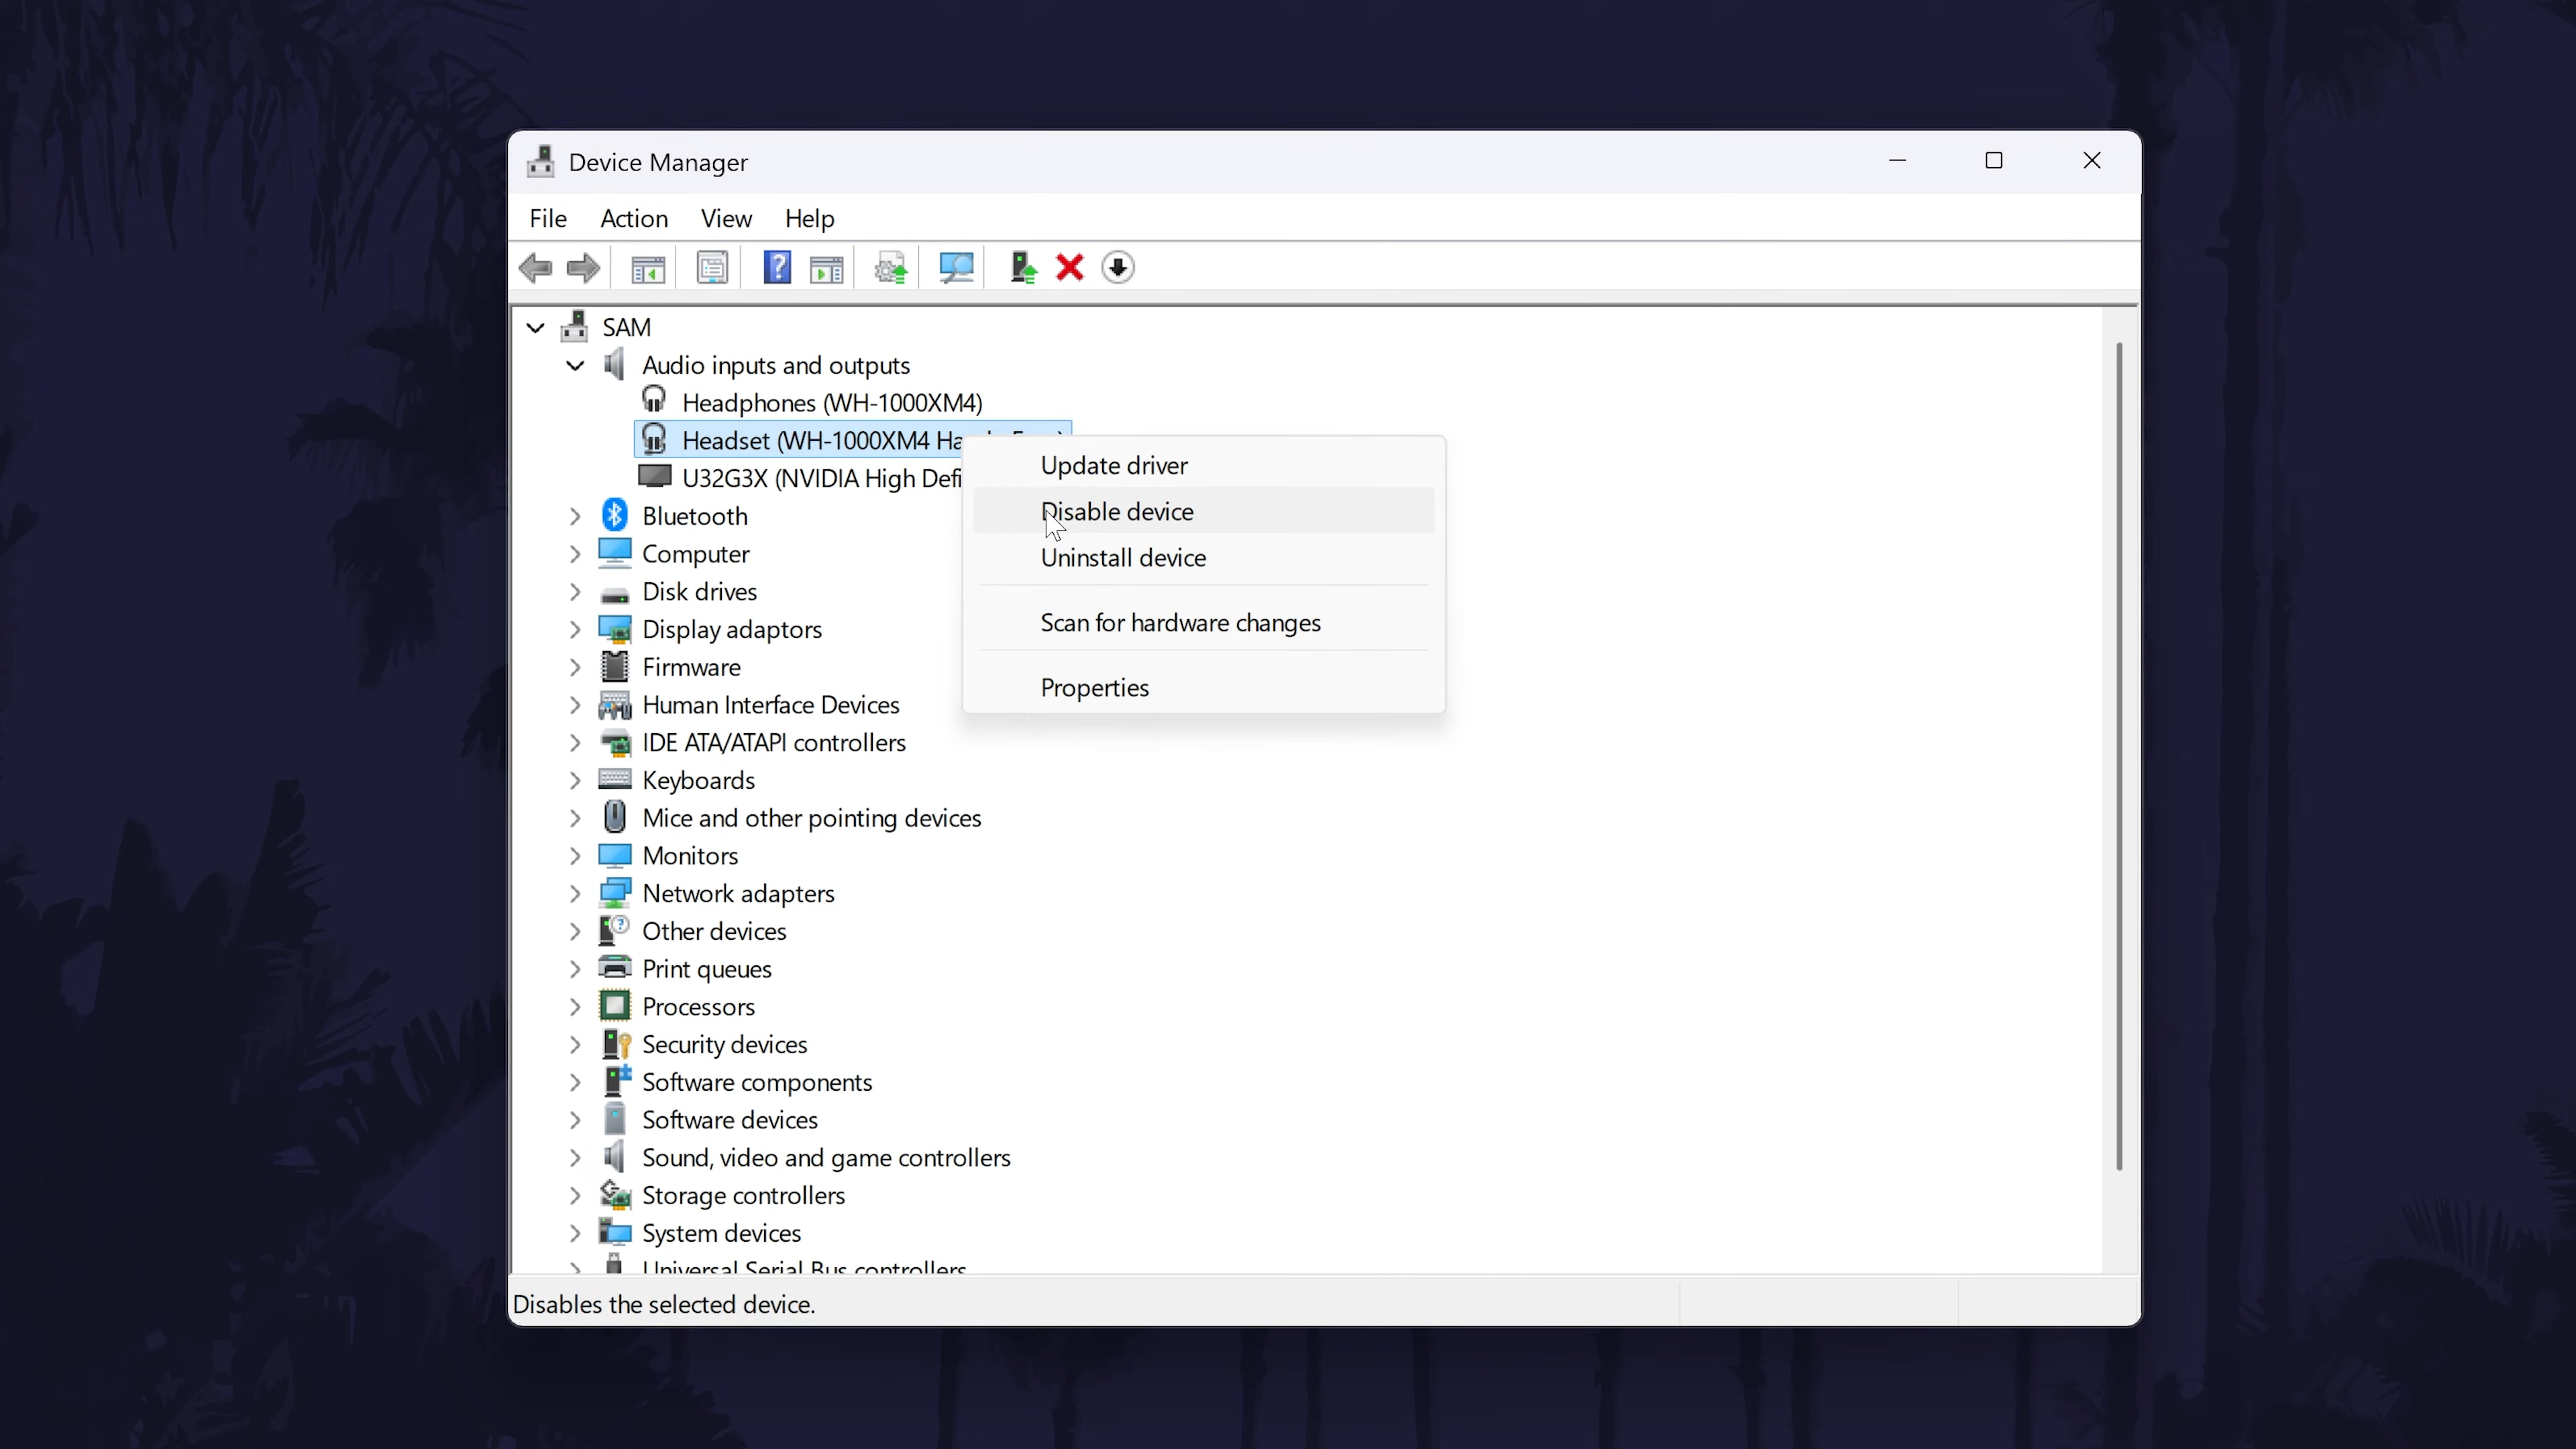 Device Manager
File Action View Help
SAM
Audio inputs and outputs
Headphones (WH-1000XM4)
Headset (WH-1000XM4
U32G3X (NVIDIA High
Update driver
Disable device
Uninstall device
Scan for hardware changes
Properties
Bluetooth
Computer
Disk drives
Display adaptors
Firmware
Human Interface Devices
IDE ATA/ATAPI controllers
Keyboards
Mice and other pointing devices
Monitors
Network adapters
Other devices
Print queues
Processors
Security devices
Software components
Software devices
Sound, video and game controllers
Storage controllers
System devices
Universal Serial Bus controllers
Disables the selected device.